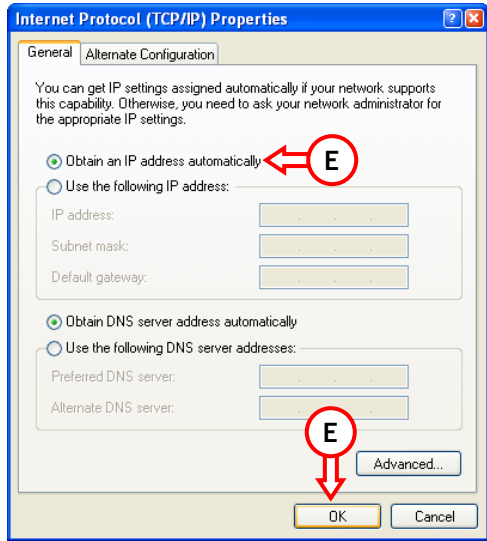 Internet Protocol (TCP/IP) Properties
General Alternate Configuration
You can get IP settings assigned automatically if your network supports
this capability. Otherwise, you need to ask your network administrator for
the appropriate IP settings.
Obtain an IP address automatically E
Use the following IP address:
IP address:
Subnet mask:
Default gateway:
Obtain DNS server address automatically
Use the following DNS server addresses:
Preferred DNS server:
Alternate DNS server:
E
Advanced...
OK Cancel